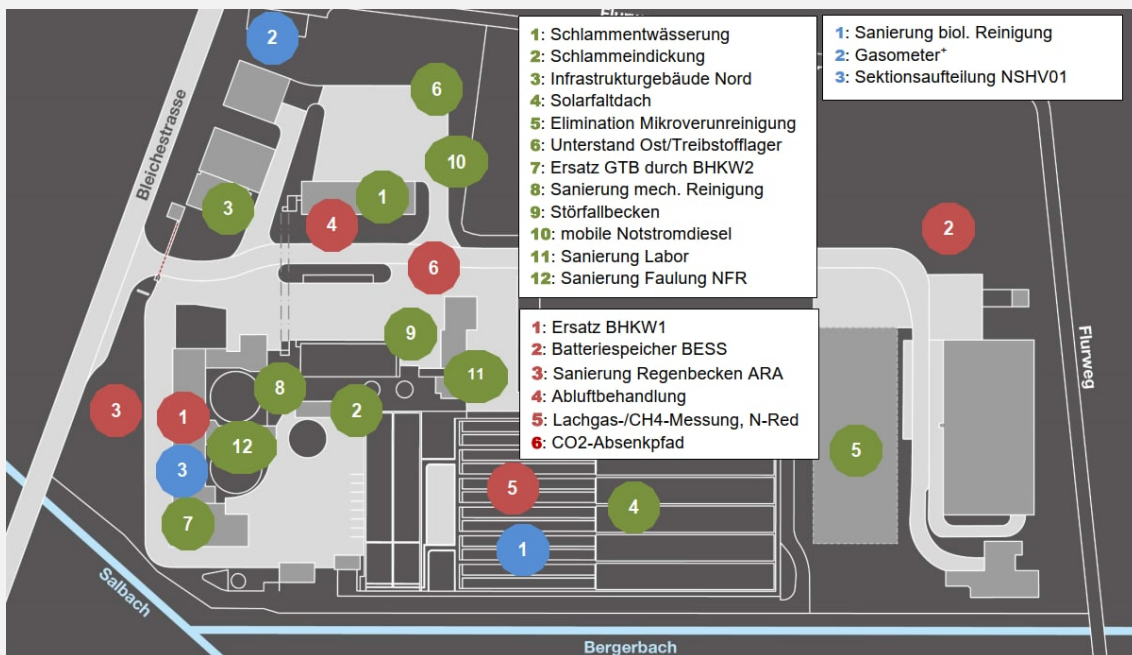 Flurweg
1: Schlammentwässerung
2: Schlammeindickung
3: Infrastrukturgebäude Nord
4: Solarfaltdach
5: Elimination Mikroverunreinigung
6: Unterstand Ost/Treibstofflager
7: Ersatz GTB durch BHKW2
8: Sanierung mech. Reinigung
9: Störfallbecken
10: mobile Notstromdiesel
11: Sanierung Labor
12: Sanierung Faulung NFR
1: Sanierung biol. Reinigung
2: Gasometer⁺
3: Sektionsaufteilung NSHV01
1: Ersatz BHKW1
2: Batteriespeicher BESS
3: Sanierung Regenbecken ARA
4: Abluftbehandlung
5: Lachgas-/CH4-Messung, N-Red
6: CO2-Absenkpfad
2
6
Bleichestrasse
10
1
3
4
2
6
Flurweg
9
11
8
2
3
1
12
5
3
5
4
7
1
Salbach
Bergerbach